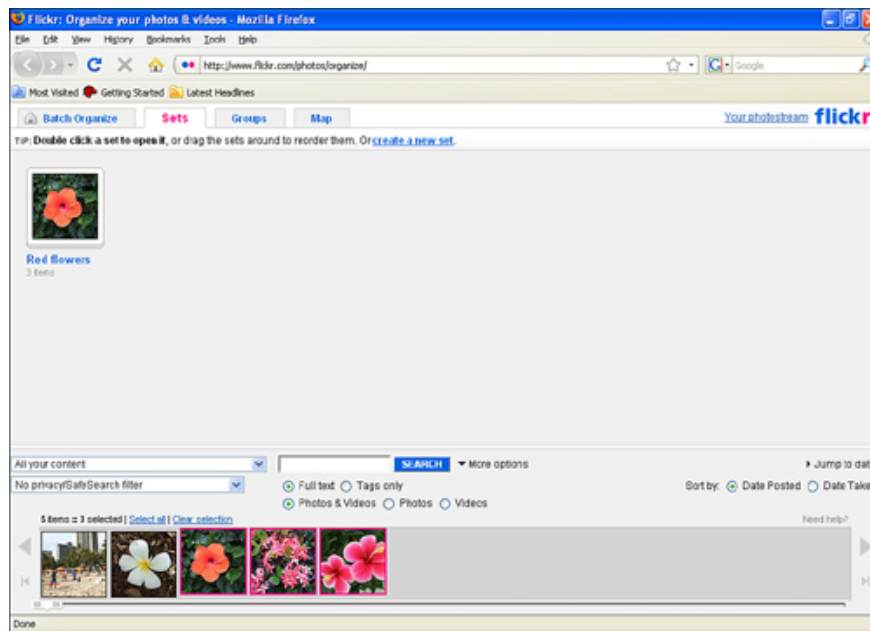 Flickr: Organize your photos & videos - Mozilla Firefox
File Edit View History Bookmarks Tools Help
http://www.flickr.com/photos/organize/
Google
Most Visited Getting Started Latest Headlines
Batch Organize Sets Groups Map Your photostream flickr
TIP: Double click a set to open it, or drag the sets around to reorder them. Or create a new set.
Red flowers
3 items
All your content SEARCH More options Jump to dat
No privacy/SafeSearch filter Full text Tags only Sort by: Date Posted Date Take
Photos & Videos Photos Videos
5 items :: 3 selected | Select all | Clear selection Need help?
Done